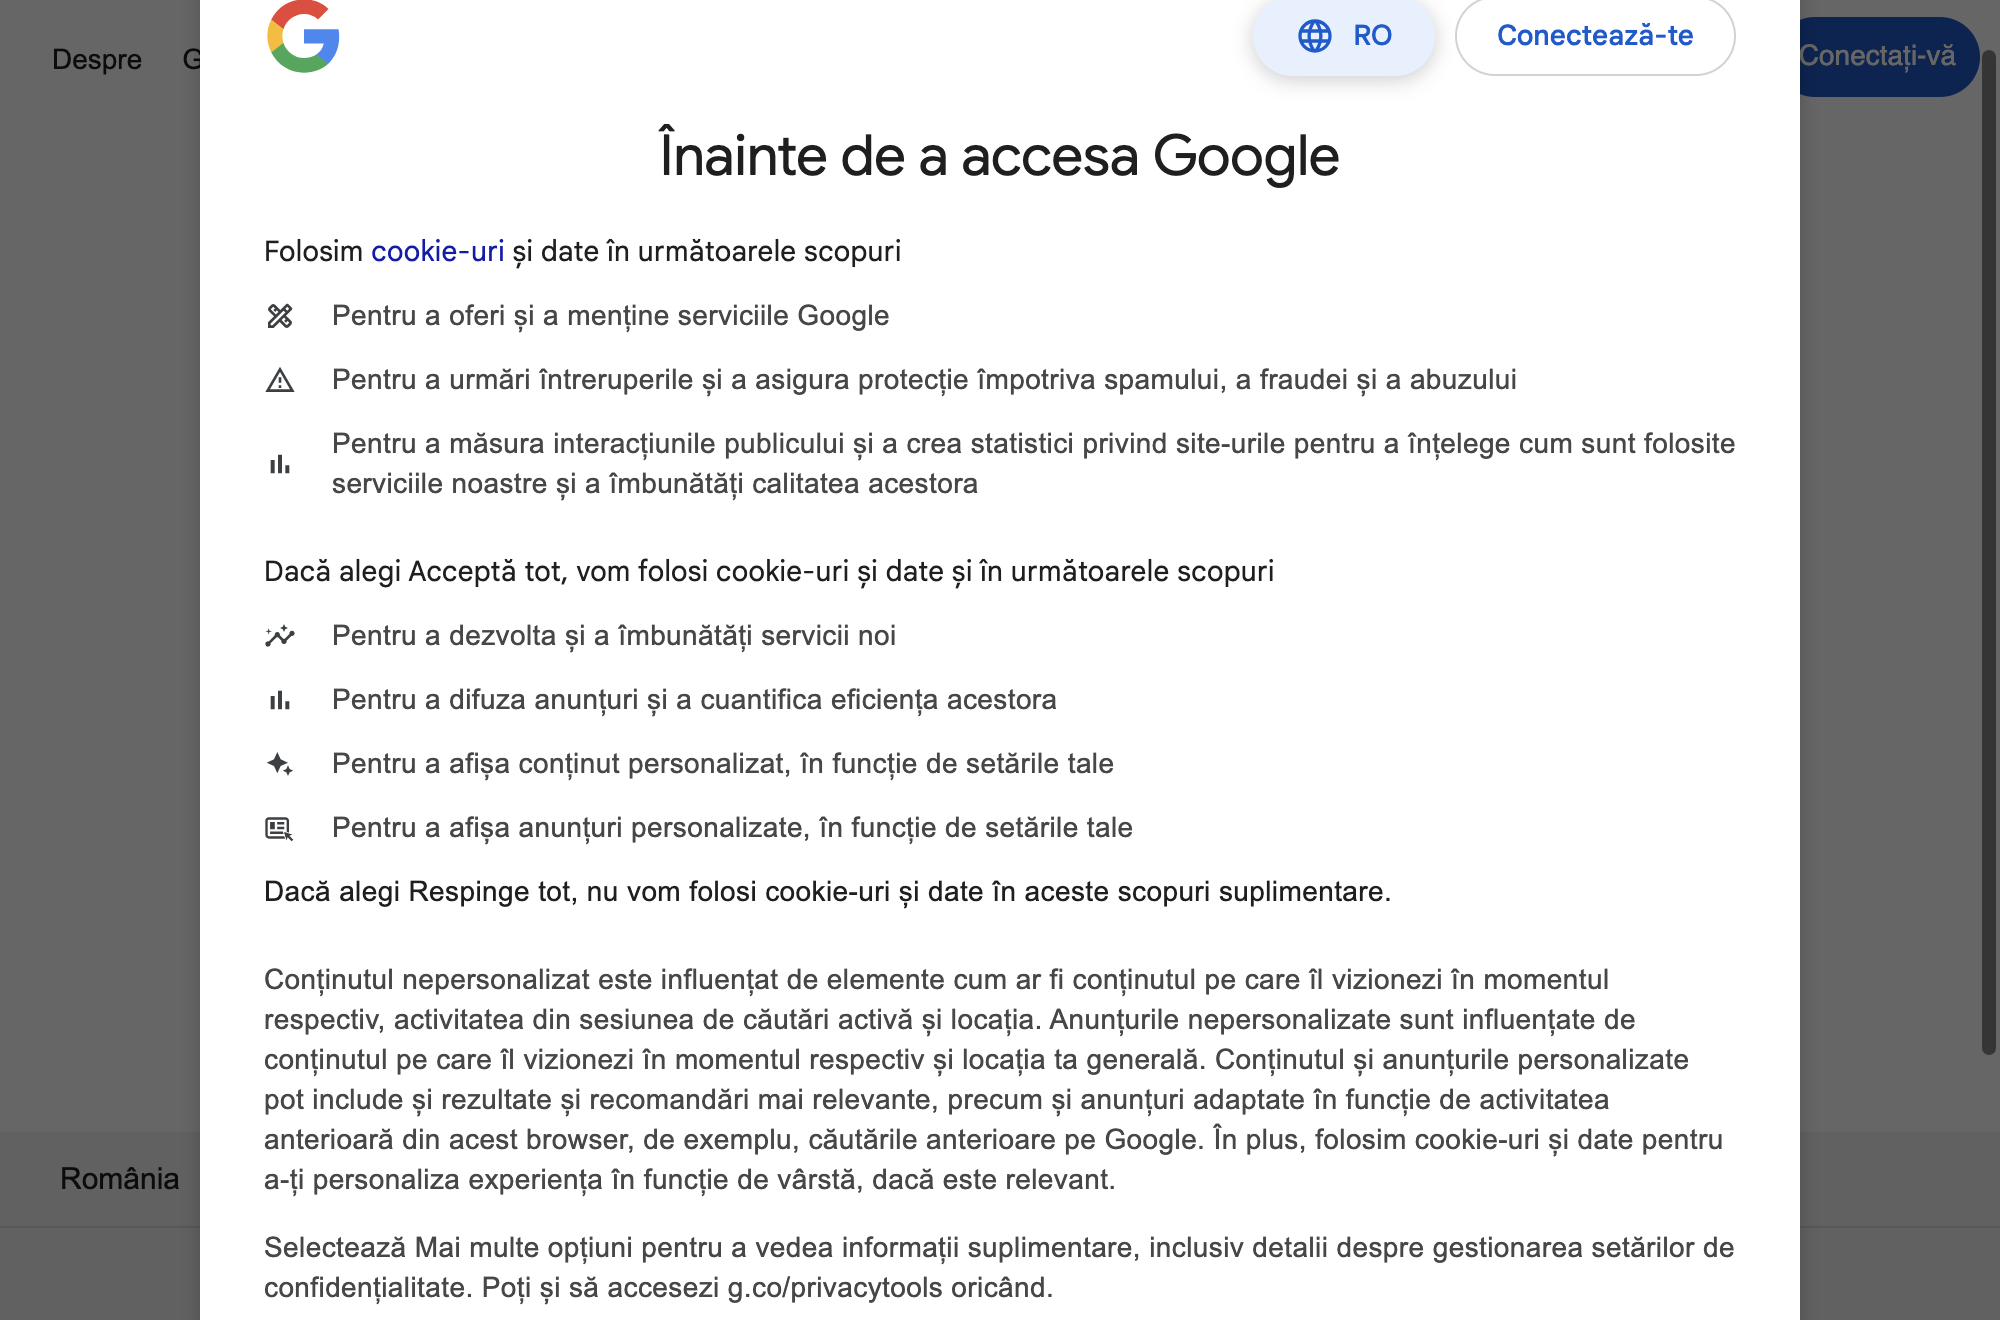 Despre
RO
Conectează-te
Conectați-vă
Înainte de a accesa Google
Folosim cookie-uri și date în următoarele scopuri
Pentru a oferi și a menține serviciile Google
Pentru a urmări întreruperile și a asigura protecție împotriva spamului, a fraudei și a abuzului
Pentru a măsura interacțiunile publicului și a crea statistici privind site-urile pentru a înțelege cum sunt folosite
serviciile noastre și a îmbunătăți calitatea acestora
Dacă alegi Acceptă tot, vom folosi cookie-uri și date și în următoarele scopuri
Pentru a dezvolta și a îmbunătăți servicii noi
Pentru a difuza anunțuri și a cuantifica eficiența acestora
Pentru a afișa conținut personalizat, în funcție de setările tale
Pentru a afișa anunțuri personalizate, în funcție de setările tale
Dacă alegi Respinge tot, nu vom folosi cookie-uri și date în aceste scopuri suplimentare.
Conținutul nepersonalizat este influențat de elemente cum ar fi conținutul pe care îl vizionezi în momentul
respectiv, activitatea din sesiunea de căutări activă și locația. Anunțurile nepersonalizate sunt influențate de
conținutul pe care îl vizionezi în momentul respectiv și locația ta generală. Conținutul și anunțurile personalizate
pot include și rezultate și recomandări mai relevante, precum și anunțuri adaptate în funcție de activitatea
anterioară din acest browser, de exemplu, căutările anterioare pe Google. În plus, folosim cookie-uri și date pentru
a-ți personaliza experiența în funcție de vârstă, dacă este relevant.
România
Selectează Mai multe opțiuni pentru a vedea informații suplimentare, inclusiv detalii despre gestionarea setărilor de
confidențialitate. Poți și să accesezi g.co/privacytools oricând.